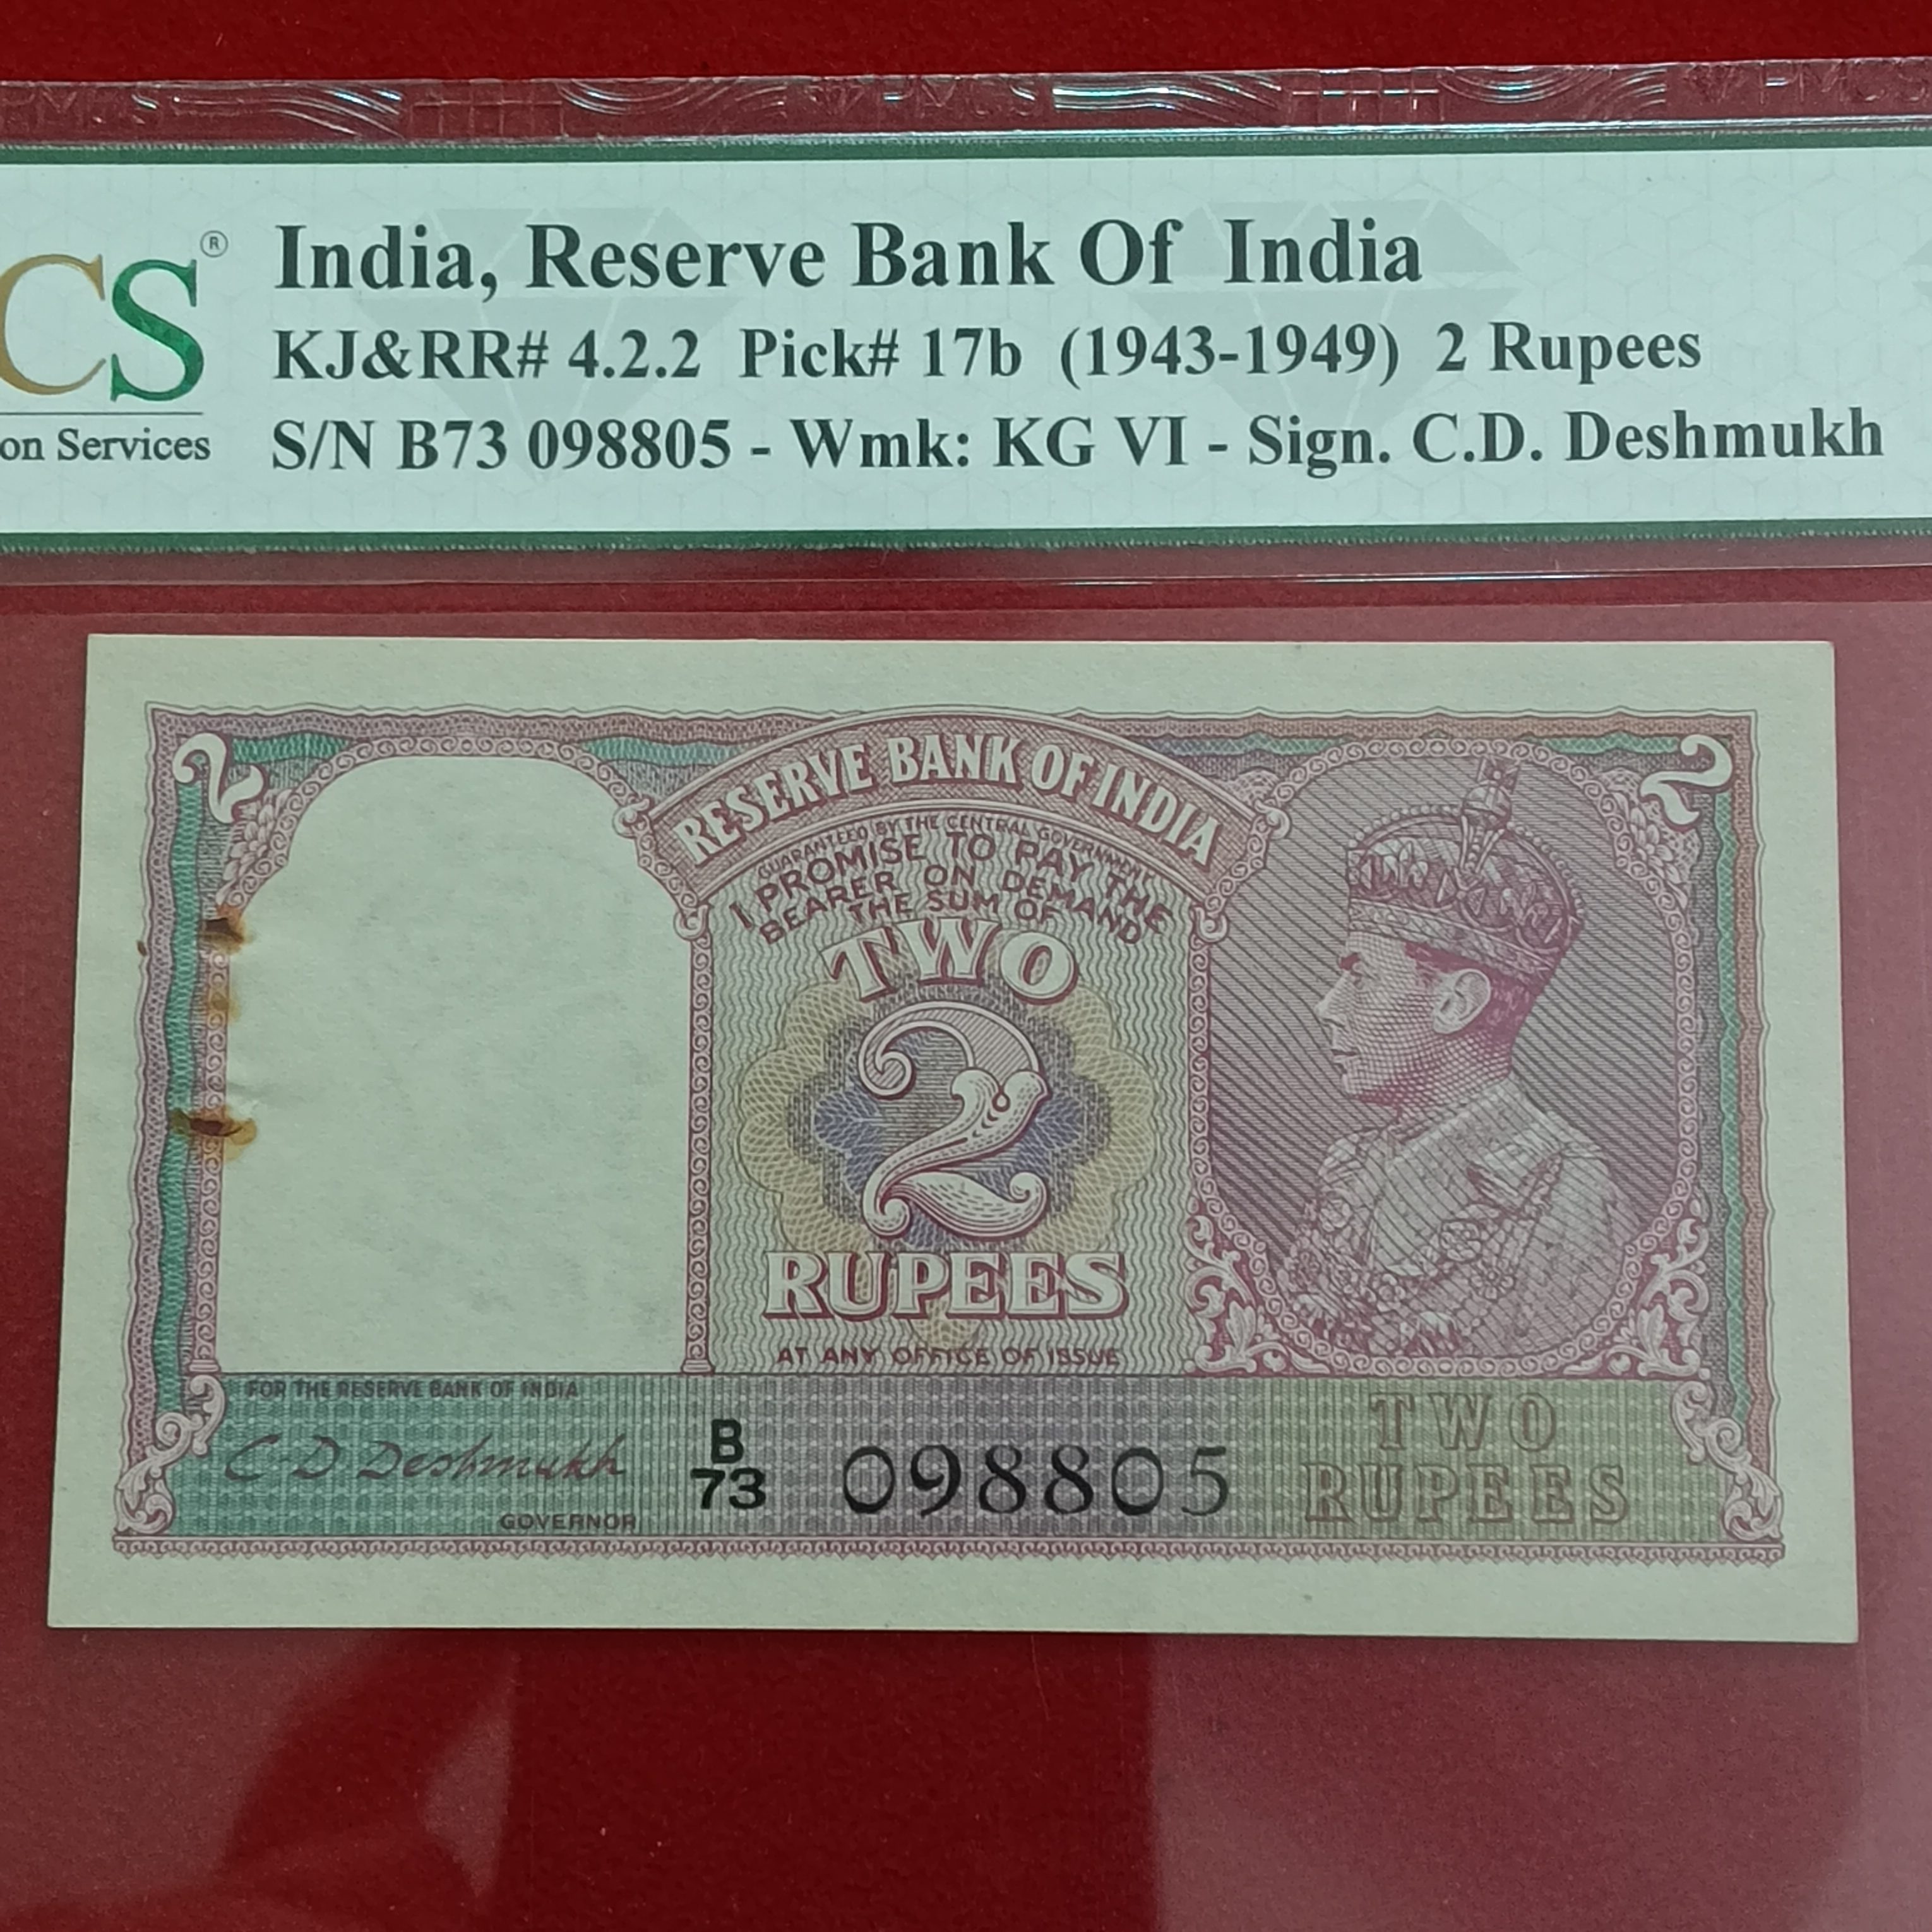 CS®
on Services
India, Reserve Bank Of India
KJ&RR# 4.2.2 Pick# 17b (1943-1949) 2 Rupees
S/N B73 098805 - Wmk: KG VI - Sign. C.D. Deshmukh
2
2
RESERVE BANK OF INDIA
GUARANTEED BY THE CENTRAL GOVERNMENT
I PROMISE TO PAY THE
BEARER ON DEMAND
THE SUM OF
TWO
2
RUPEES
AT ANY OFFICE OF ISSUE
FOR THE RESERVE BANK OF INDIA
C D Deshmukh
GOVERNOR
B
73
098805
TWO
RUPEES